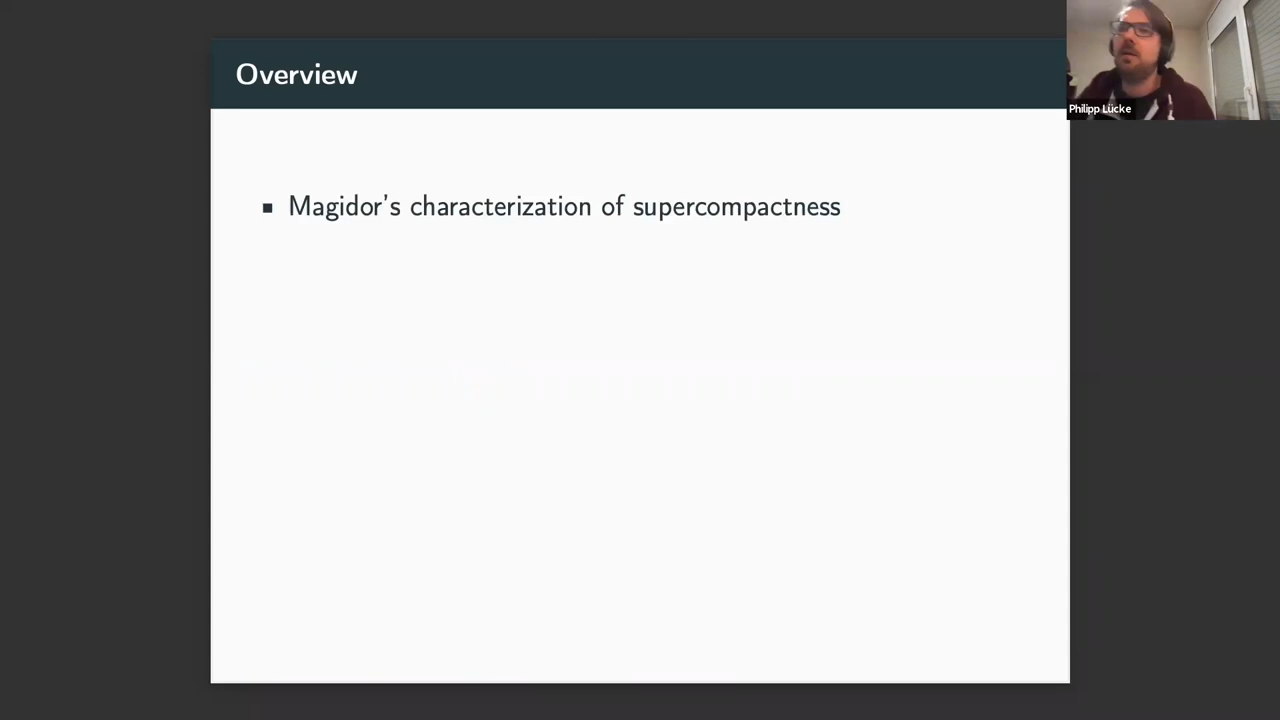 Overview
Philipp Lücke
Magidor's characterization of supercompactness